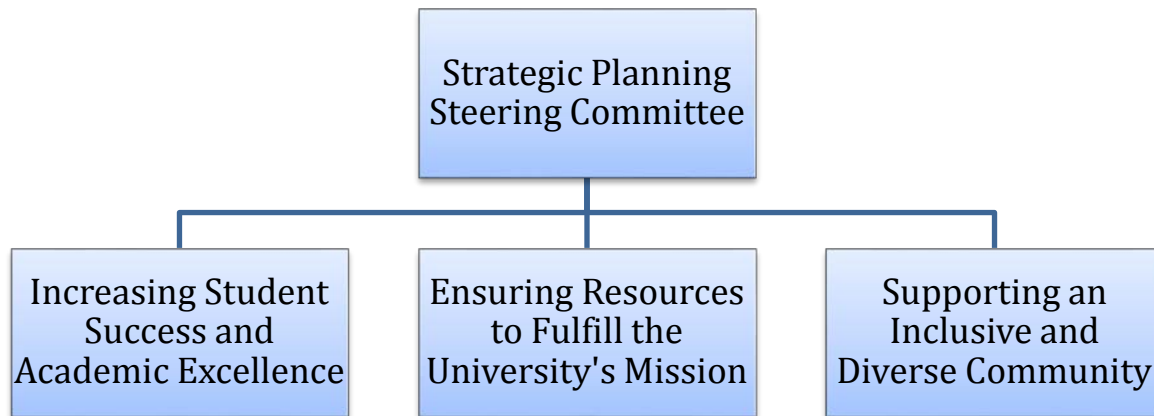 Strategic Planning
Steering Committee
Increasing Student
Success and
Academic Excellence
Ensuring Resources
to Fulfill the
University's Mission
Supporting an
Inclusive and
Diverse Community